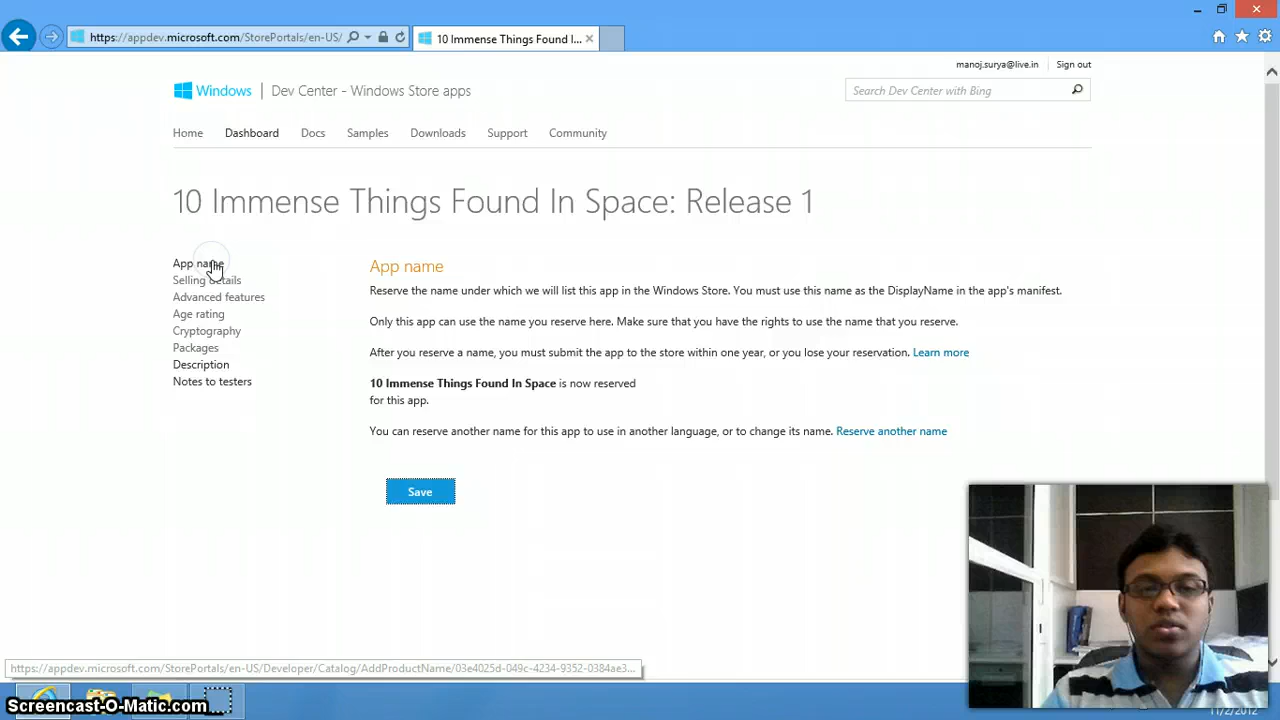 https://appdev.microsoft.com/StorePortals/en-US/
10 Immense Things Found I...
manoj.surya@live.in
Sign out
Windows
Dev Center - Windows Store apps
Search Dev Center with Bing
Home Dashboard Docs Samples Downloads Support Community
10 Immense Things Found In Space: Release 1
App name
Selling details
Advanced features
Age rating
Cryptography
Packages
Description
Notes to testers
App name
Reserve the name under which we will list this app in the Windows Store. You must use this name as the DisplayName in the app's manifest.
Only this app can use the name you reserve here. Make sure that you have the rights to use the name that you reserve.
After you reserve a name, you must submit the app to the store within one year, or you lose your reservation. Learn more
10 Immense Things Found In Space is now reserved
for this app.
You can reserve another name for this app to use in another language, or to change its name. Reserve another name
Save
https://appdev.microsoft.com/StorePortals/en-US/Developer/Catalog/AddProductName/03e4025d-049c-4234-9352-0384ae3...
Screencast-O-Matic.com
11/2/2012